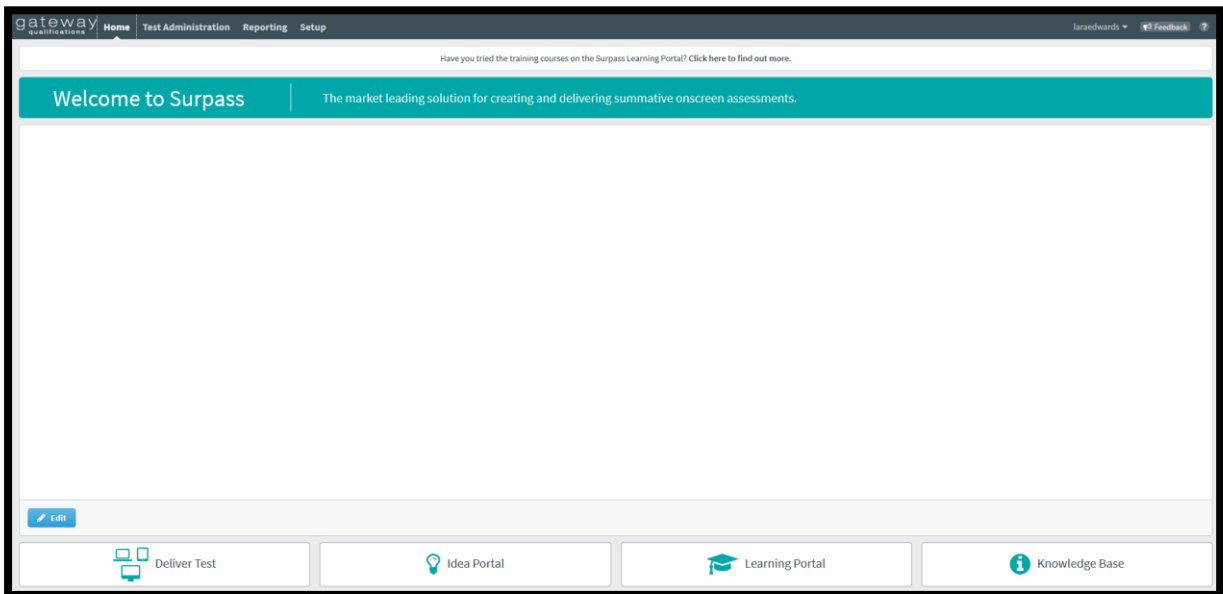 gateway
qualifications
Home Test Administration Reporting Setup laraedwards Feedback ?
Have you tried the training courses on the Surpass Learning Portal? Click here to find out more.
Welcome to Surpass The market leading solution for creating and delivering summative onscreen assessments.
Edit
Deliver Test Idea Portal Learning Portal Knowledge Base